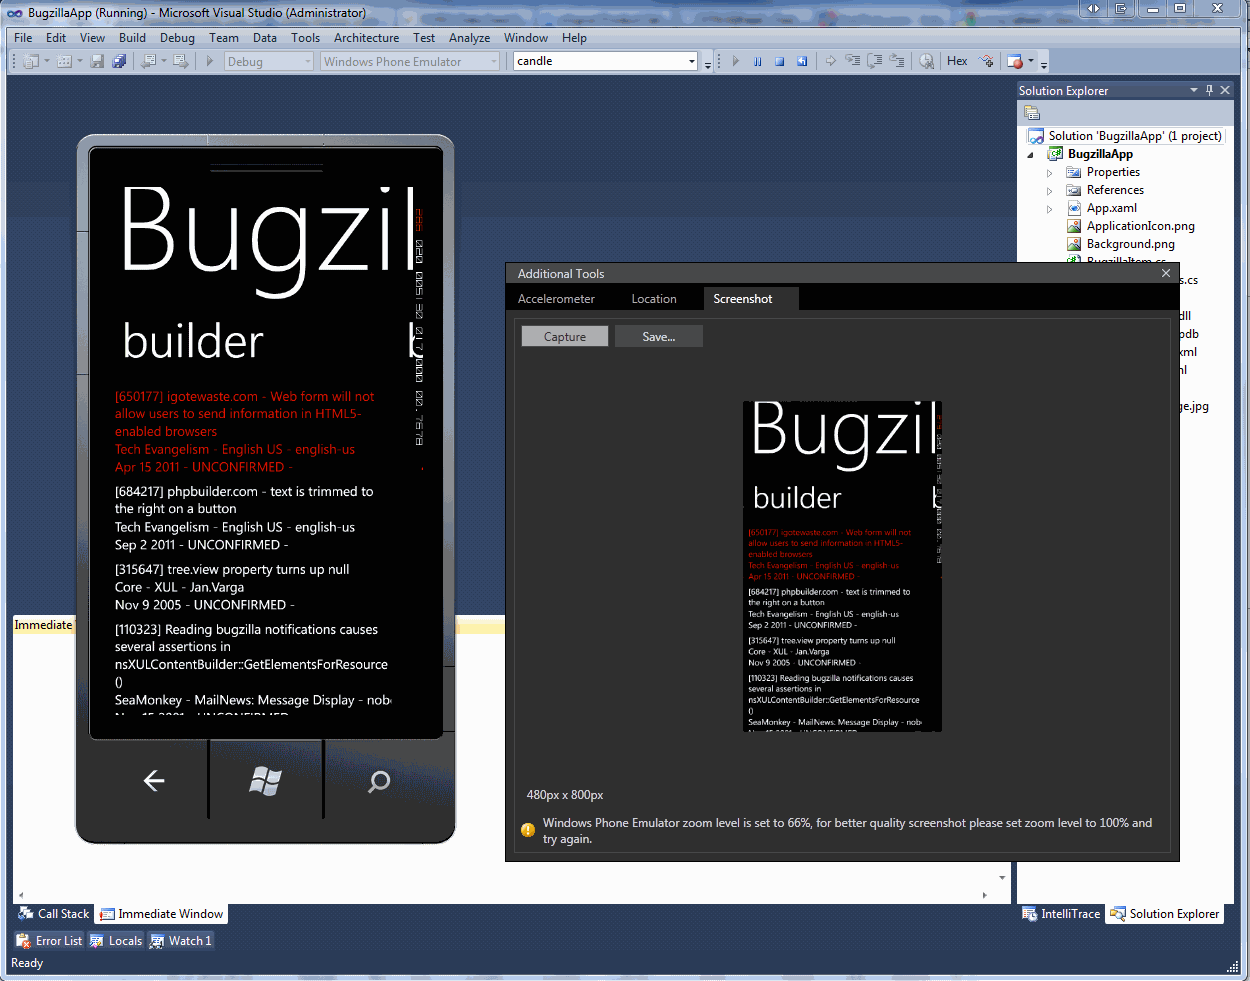 BugzillaApp (Running) - Microsoft Visual Studio (Administrator)
File Edit View Build Debug Team Data Tools Architecture Test Analyze Window Help
Debug Windows Phone Emulator candle Hex
Bugzil
builder
[650177] igotewaste.com - Web form will not
allow users to send information in HTML5-
enabled browsers
Tech Evangelism - English US - english-us
Apr 15 2011 - UNCONFIRMED -
[684217] phpbuilder.com - text is trimmed to
the right on a button
Tech Evangelism - English US - english-us
Sep 2 2011 - UNCONFIRMED -
[315647] tree.view property turns up null
Core - XUL - Jan.Varga
Nov 9 2005 - UNCONFIRMED -
[110323] Reading bugzilla notifications causes
several assertions in
nsXULContentBuilder::GetElementsForResource
()
SeaMonkey - MailNews: Message Display - nob
Solution Explorer
Solution 'BugzillaApp' (1 project)
BugzillaApp
Properties
References
App.xaml
ApplicationIcon.png
Background.png
BugzillaItem.cs
s.cs
dll
pdb
xml
ge.jpg
Additional Tools
Accelerometer Location Screenshot
Capture Save...
Bugzil
builder
[650177] igotewaste.com - Web form will not
allow users to send information in HTML5-
enabled browsers
Tech Evangelism - English US - english-us
Apr 15 2011 - UNCONFIRMED -
[684217] phpbuilder.com - text is trimmed to
the right on a button
Tech Evangelism - English US - english-us
Sep 2 2011 - UNCONFIRMED -
[315647] tree.view property turns up null
Core - XUL - Jan.Varga
Nov 9 2005 - UNCONFIRMED -
[110323] Reading bugzilla notifications causes
several assertions in
nsXULContentBuilder::GetElementsForResource
()
SeaMonkey - MailNews: Message Display - nob
480px x 800px
Windows Phone Emulator zoom level is set to 66%, for better quality screenshot please set zoom level to 100% and
try again.
Immediate
Call Stack Immediate Window
IntelliTrace Solution Explorer
Error List Locals Watch 1
Ready